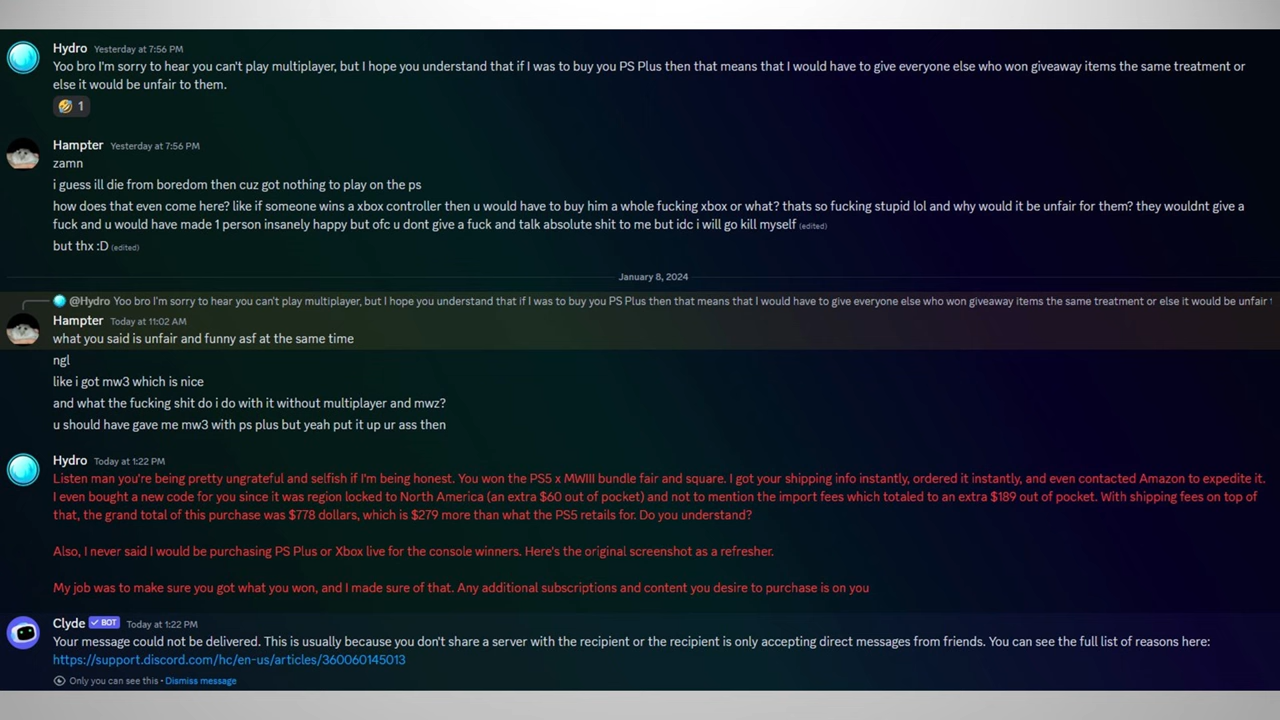 Hydro Yesterday at 7:56 PM
Yoo bro I'm sorry to hear you can't play multiplayer, but I hope you understand that if I was to buy you PS Plus then that means that I would have to give everyone else who won giveaway items the same treatment or
else it would be unfair to them.
🤣 1
Hampter Yesterday at 7:56 PM
zamn
i guess ill die from boredom then cuz got nothing to play on the ps
how does that even come here? like if someone wins a xbox controller then u would have to buy him a whole fucking xbox or what? thats so fucking stupid lol and why would it be unfair for them? they wouldnt give a
fuck and u would have made 1 person insanely happy but ofc u dont give a fuck and talk absolute shit to me but idc i will go kill myself (edited)
but thx :D (edited)
January 8, 2024
@Hydro Yoo bro I'm sorry to hear you can't play multiplayer, but I hope you understand that if I was to buy you PS Plus then that means that I would have to give everyone else who won giveaway items the same treatment or else it would be unfair
Hampter Today at 11:02 AM
what you said is unfair and funny asf at the same time
ngl
like i got mw3 which is nice
and what the fucking shit do i do with it without multiplayer and mwz?
u should have gave me mw3 with ps plus but yeah put it up ur ass then
Hydro Today at 1:22 PM
Listen man you're being pretty ungrateful and selfish if I'm being honest. You won the PS5 x MWIII bundle fair and square. I got your shipping info instantly, ordered it instantly, and even contacted Amazon to expedite it.
I even bought a new code for you since it was region locked to North America (an extra $60 out of pocket) and not to mention the import fees which totaled to an extra $189 out of pocket. With shipping fees on top of
that, the grand total of this purchase was $778 dollars, which is $279 more than what the PS5 retails for. Do you understand?
Also, I never said I would be purchasing PS Plus or Xbox live for the console winners. Here's the original screenshot as a refresher.
My job was to make sure you got what you won, and I made sure of that. Any additional subscriptions and content you desire to purchase is on you
Clyde ✓ BOT Today at 1:22 PM
Your message could not be delivered. This is usually because you don't share a server with the recipient or the recipient is only accepting direct messages from friends. You can see the full list of reasons here:
https://support.discord.com/hc/en-us/articles/360060145013
Only you can see this • Dismiss message